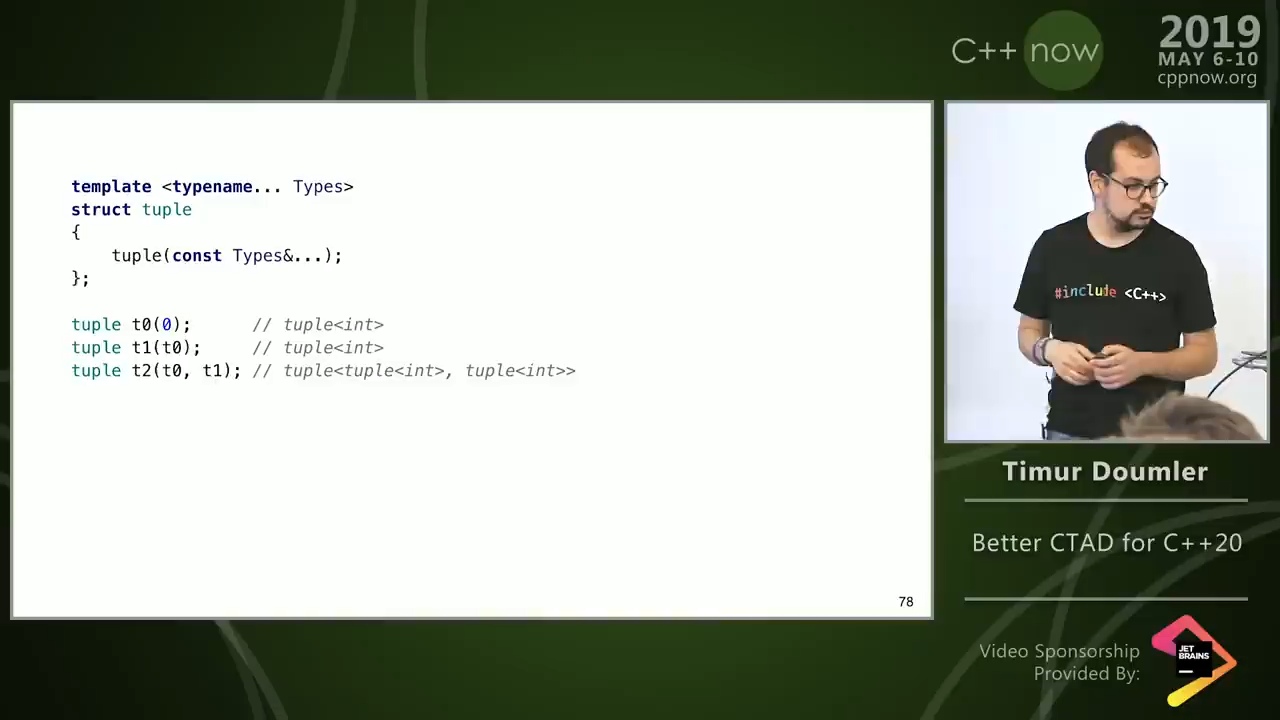 C++ now
2019
MAY 6-10
cppnow.org
template <typename... Types>
struct tuple
{
    tuple(const Types&...);
};
tuple t0(0);      // tuple<int>
tuple t1(t0);     // tuple<int>
tuple t2(t0, t1); // tuple<tuple<int>, tuple<int>>
78
#include <C++>
Timur Doumler
Better CTAD for C++20
Video Sponsorship
Provided By:
JET
BRAINS